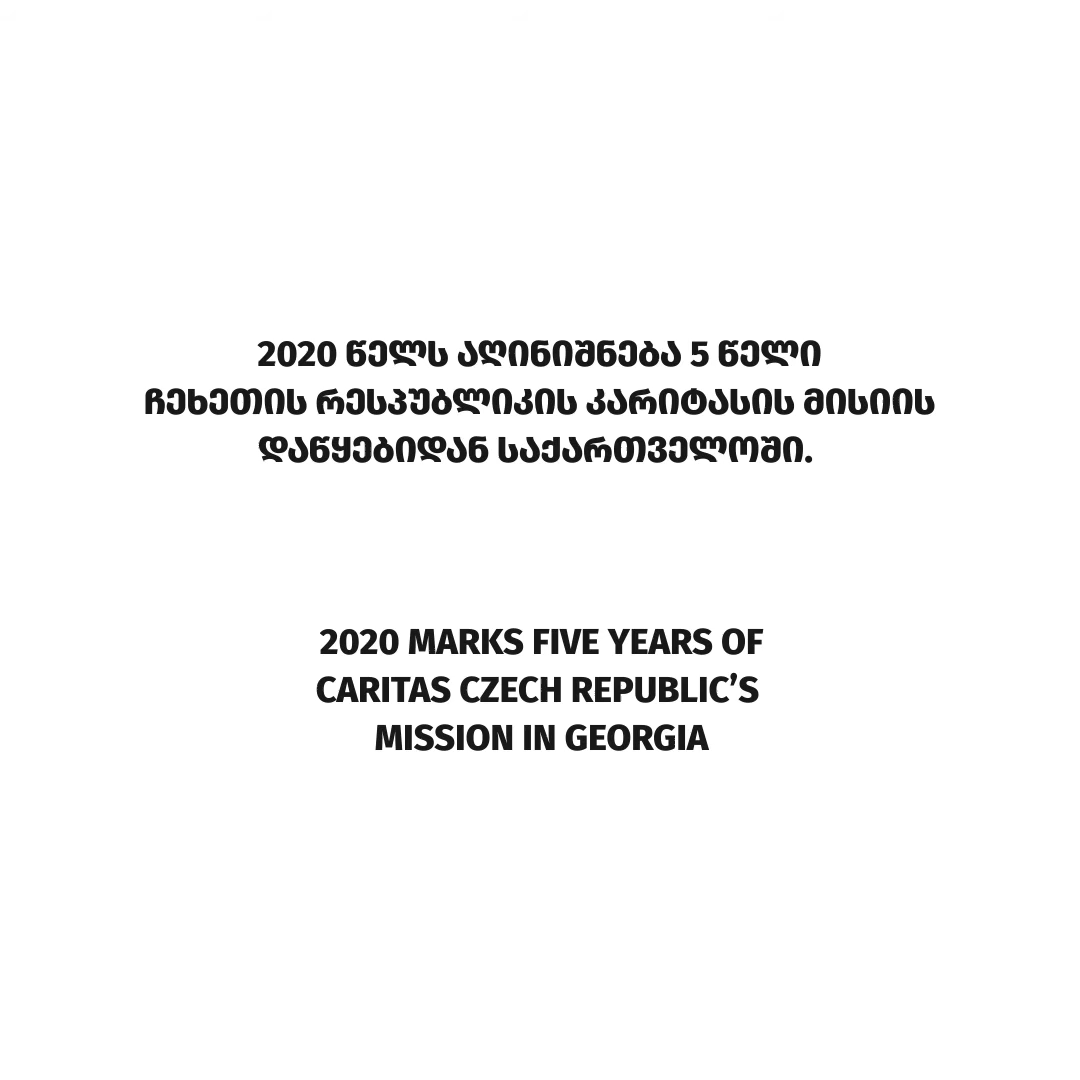 2020 წელს აღინიშნება 5 წელი
ჩეხეთის რესპუბლიკის კარიტასის მისიის
დაწყებიდან საქართველოში.
2020 MARKS FIVE YEARS OF
CARITAS CZECH REPUBLIC’S
MISSION IN GEORGIA